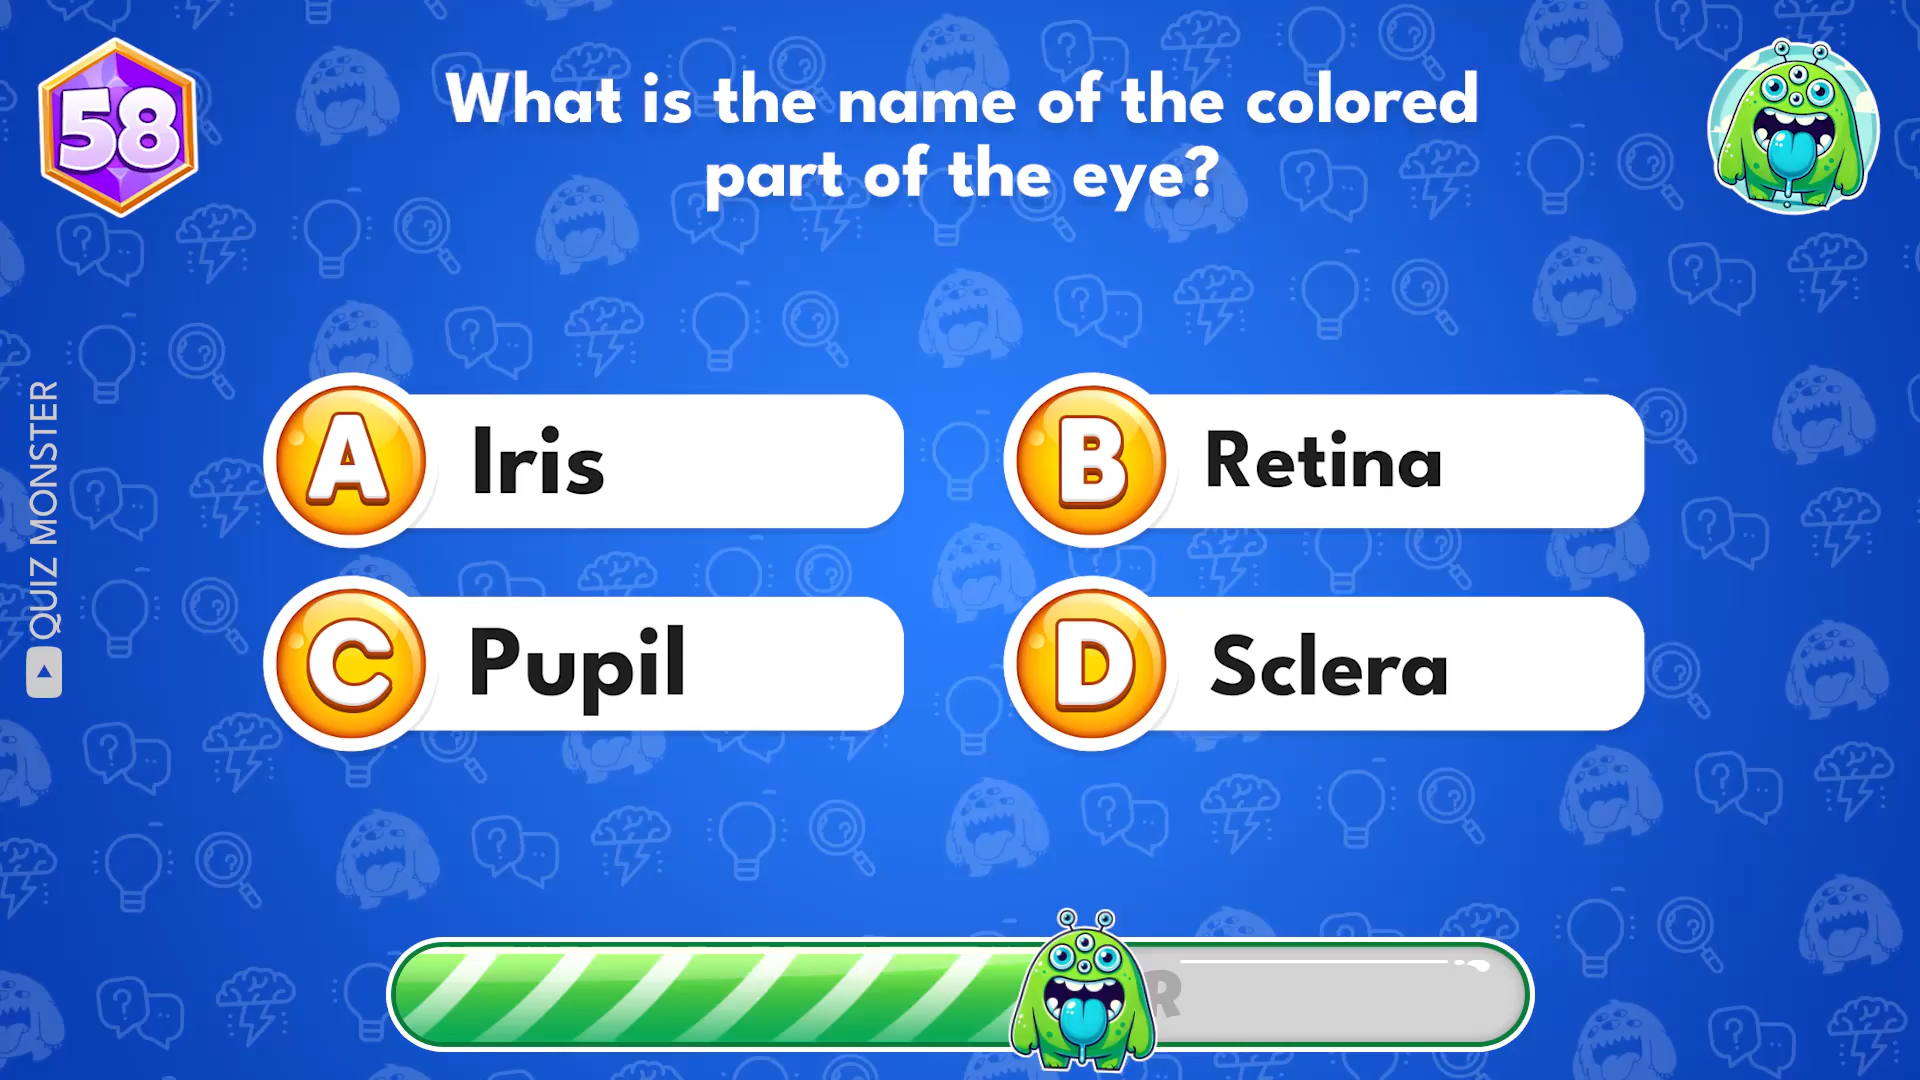 58
What is the name of the colored
part of the eye?
A Iris
B Retina
C Pupil
D Sclera
QUIZ MONSTER